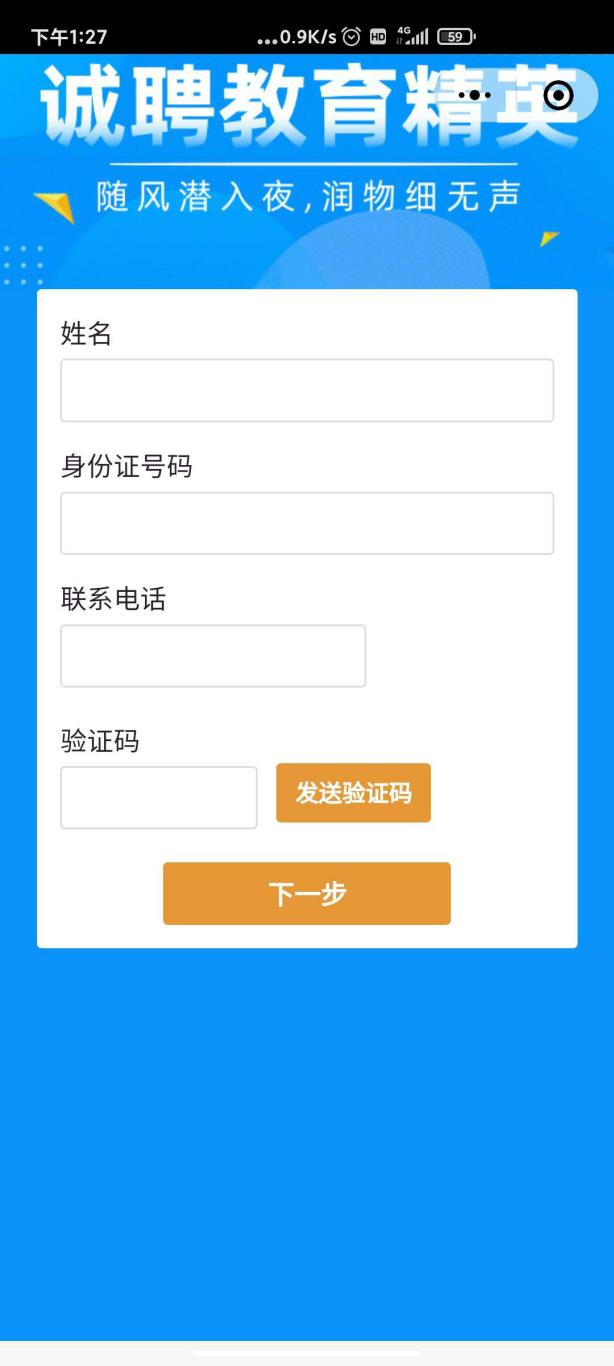 下午1:27 ...0.9K/s HD 4G 59
诚聘教育精英
随风潜入夜,润物细无声
姓名
身份证号码
联系电话
验证码
发送验证码
下一步